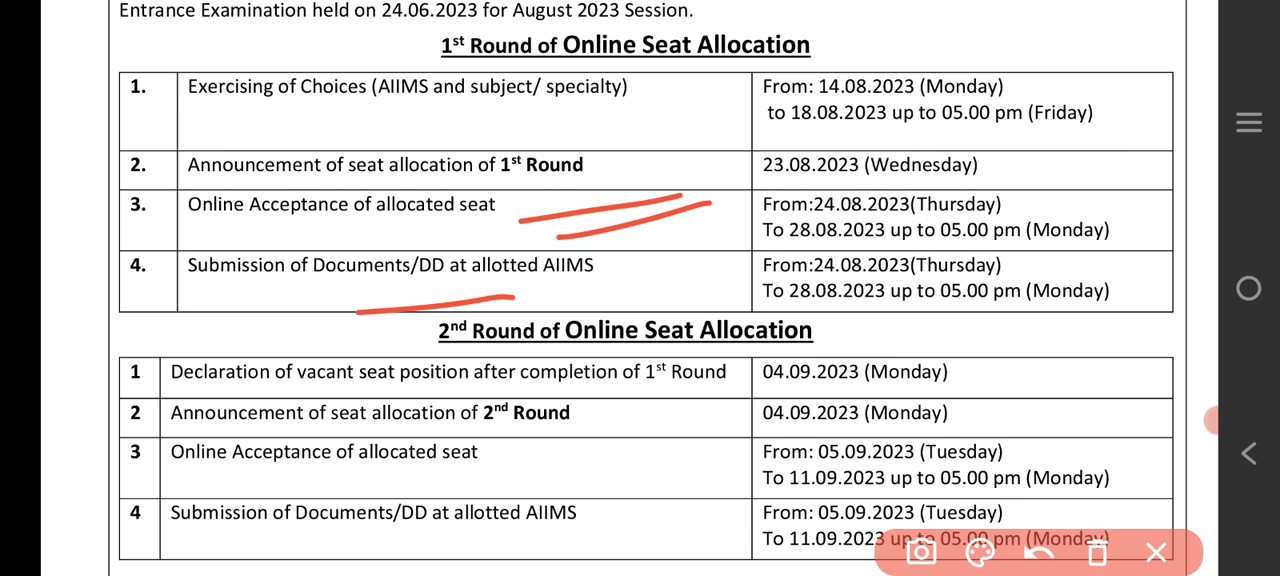 Entrance Examination held on 24.06.2023 for August 2023 Session.
1st Round of Online Seat Allocation
1. Exercising of Choices (AIIMS and subject/ specialty) From: 14.08.2023 (Monday)
to 18.08.2023 up to 05.00 pm (Friday)
2. Announcement of seat allocation of 1st Round 23.08.2023 (Wednesday)
3. Online Acceptance of allocated seat From:24.08.2023(Thursday)
To 28.08.2023 up to 05.00 pm (Monday)
4. Submission of Documents/DD at allotted AIIMS From:24.08.2023(Thursday)
To 28.08.2023 up to 05.00 pm (Monday)
2nd Round of Online Seat Allocation
1 Declaration of vacant seat position after completion of 1st Round 04.09.2023 (Monday)
2 Announcement of seat allocation of 2nd Round 04.09.2023 (Monday)
3 Online Acceptance of allocated seat From: 05.09.2023 (Tuesday)
To 11.09.2023 up to 05.00 pm (Monday)
4 Submission of Documents/DD at allotted AIIMS From: 05.09.2023 (Tuesday)
To 11.09.2023 up to 05.00 pm (Monday)